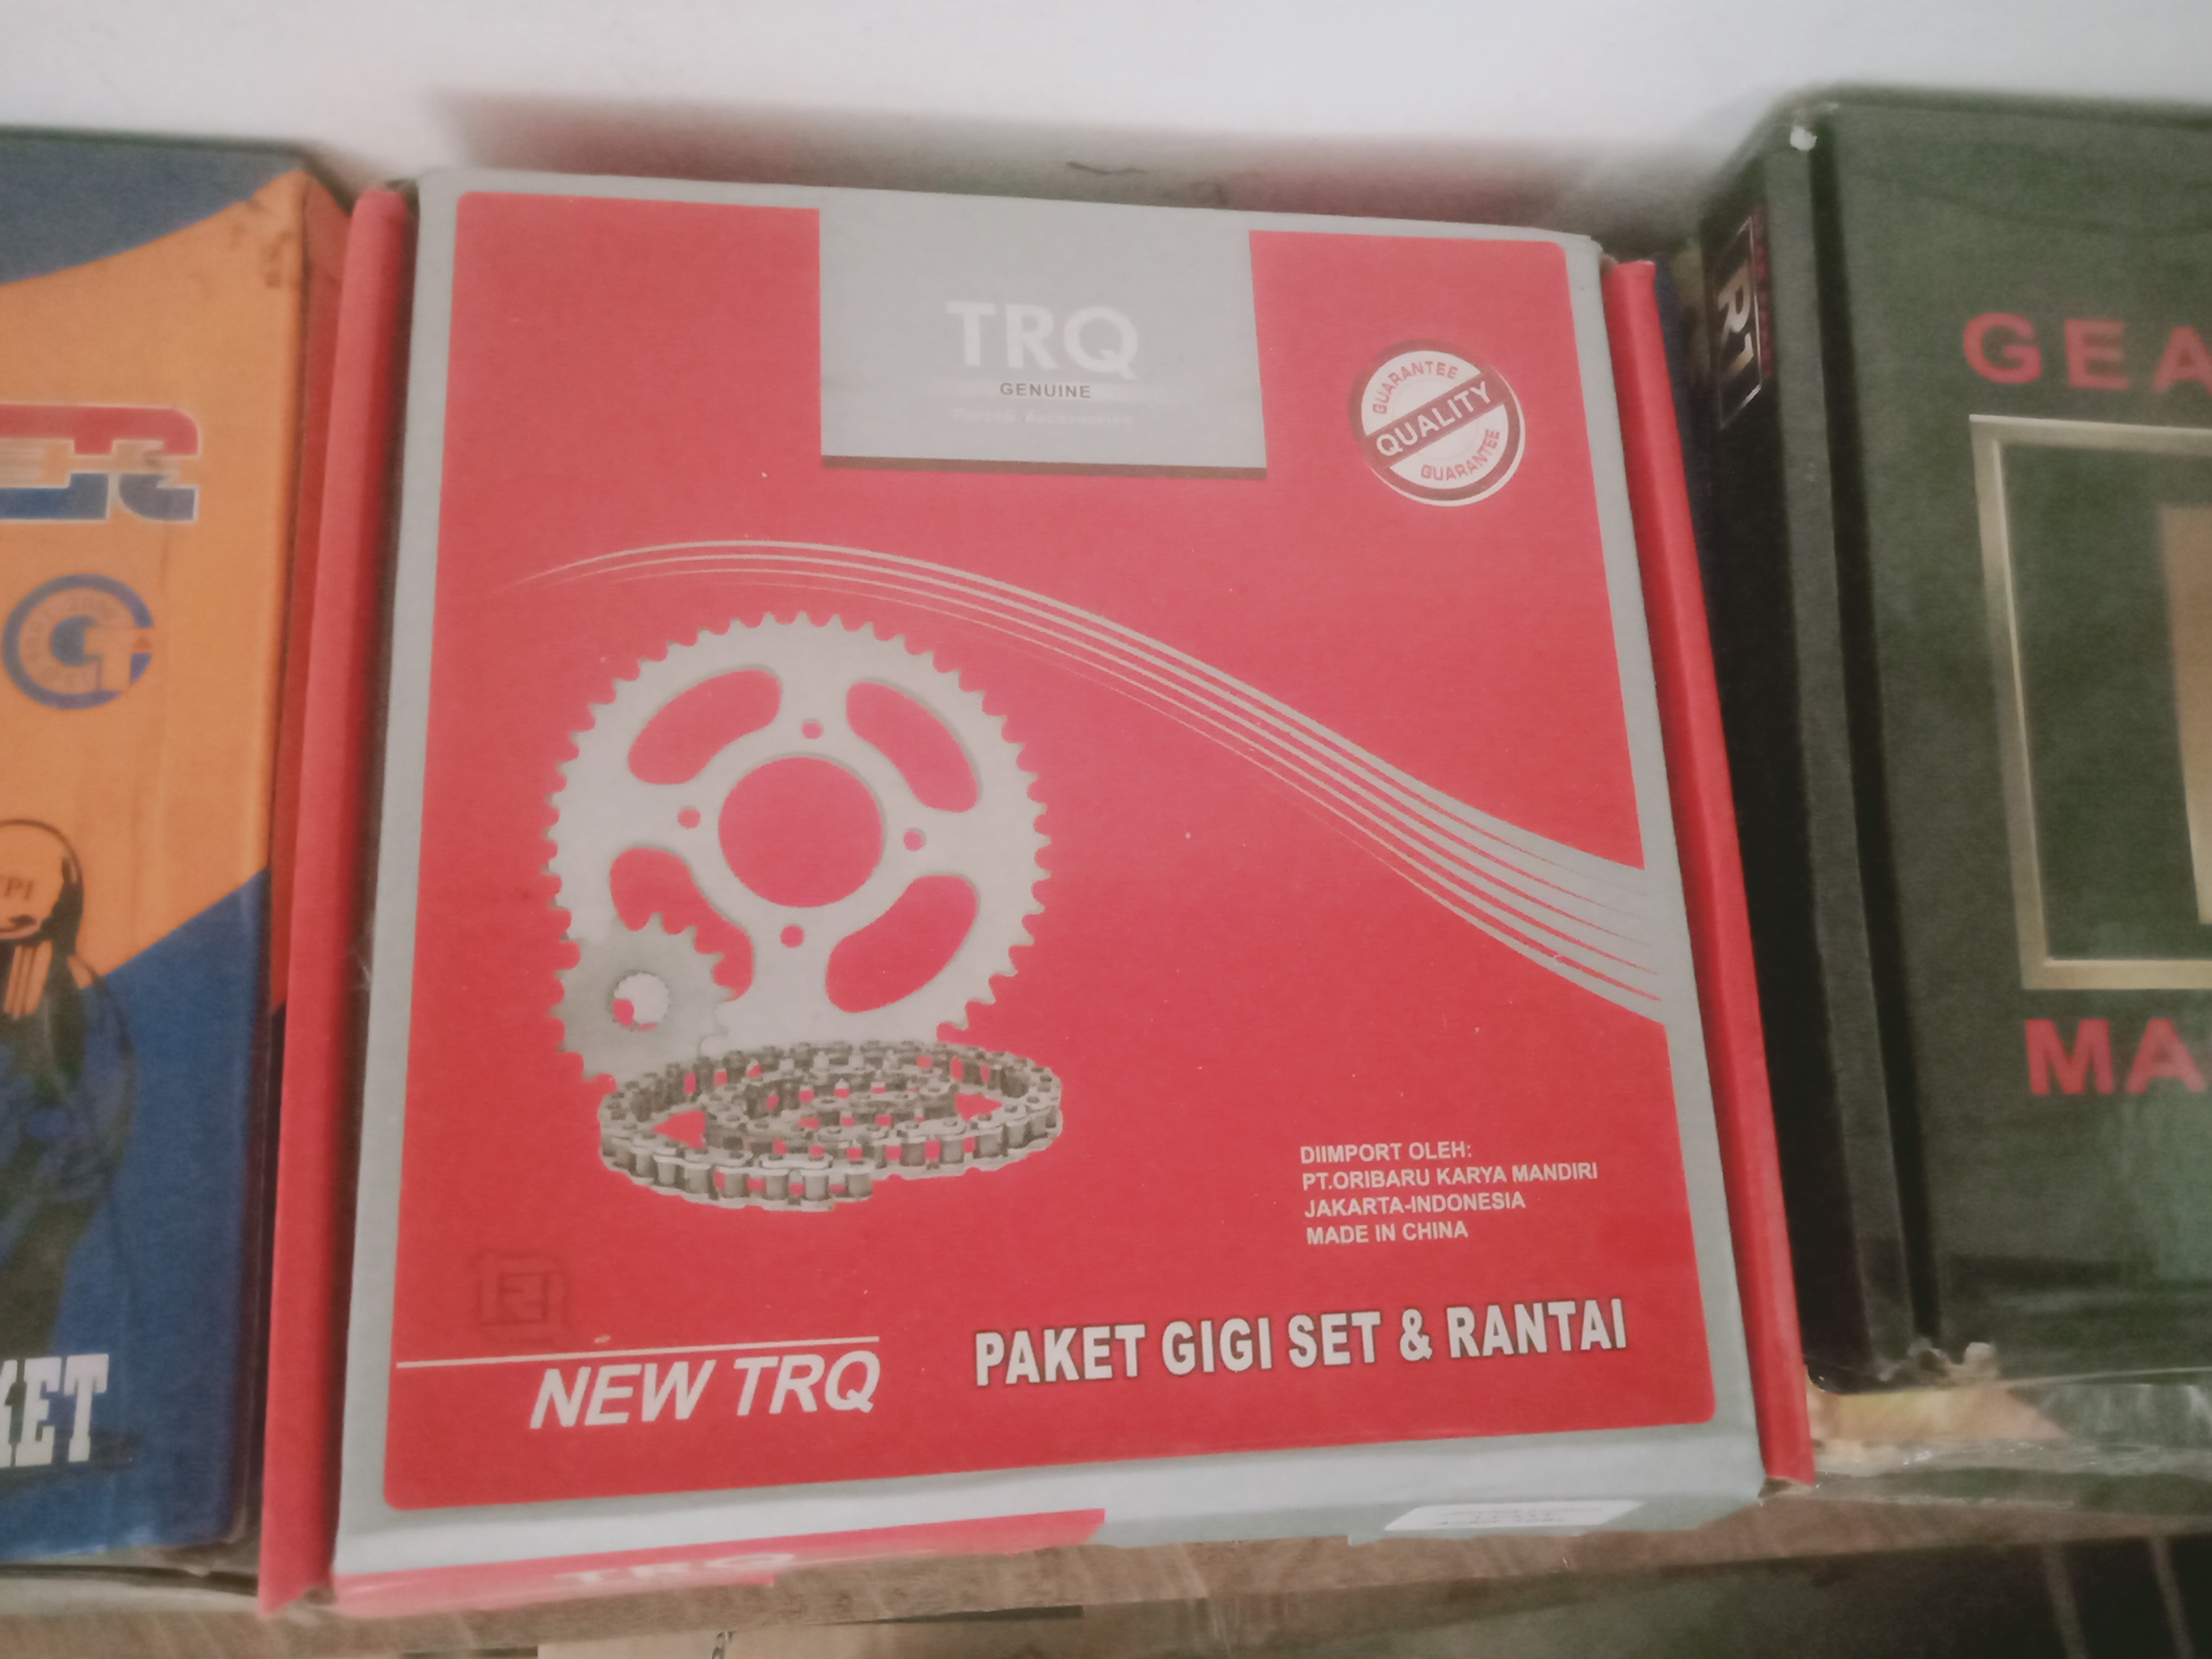 TRQ
GENUINE
GUARANTEE
QUALITY
GUARANTEE
DIIMPORT OLEH:
PT.ORIBARU KARYA MANDIRI
JAKARTA-INDONESIA
MADE IN CHINA
NEW TRQ
PAKET GIGI SET & RANTAI
TRQ
GEA
MA
KET